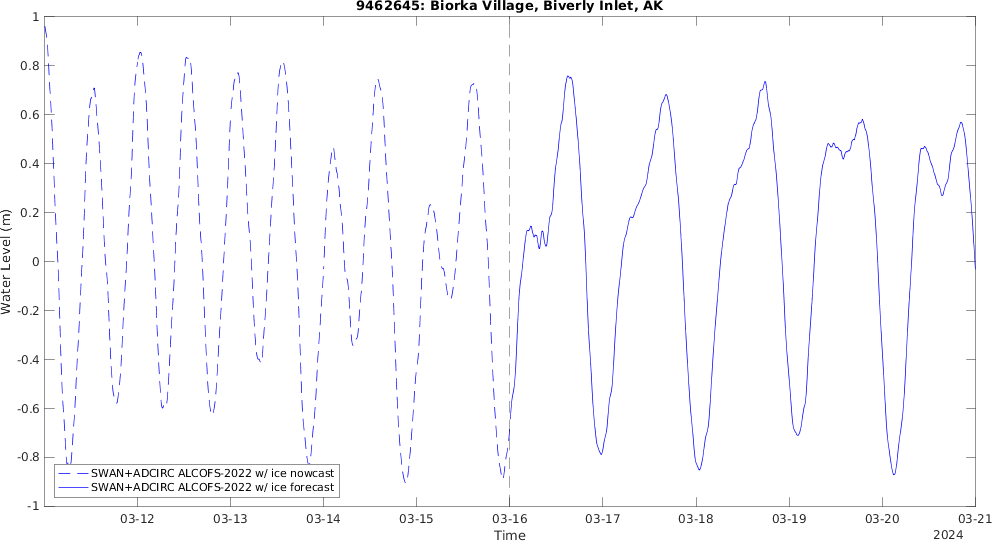 9462645: Biorka Village, Biverly Inlet, AK
Water Level (m)
1
0.8
0.6
0.4
0.2
0
-0.2
-0.4
-0.6
-0.8
-1
SWAN+ADCIRC ALCOFS-2022 w/ ice nowcast
SWAN+ADCIRC ALCOFS-2022 w/ ice forecast
03-12 03-13 03-14 03-15 03-16 03-17 03-18 03-19 03-20 03-21
Time
2024